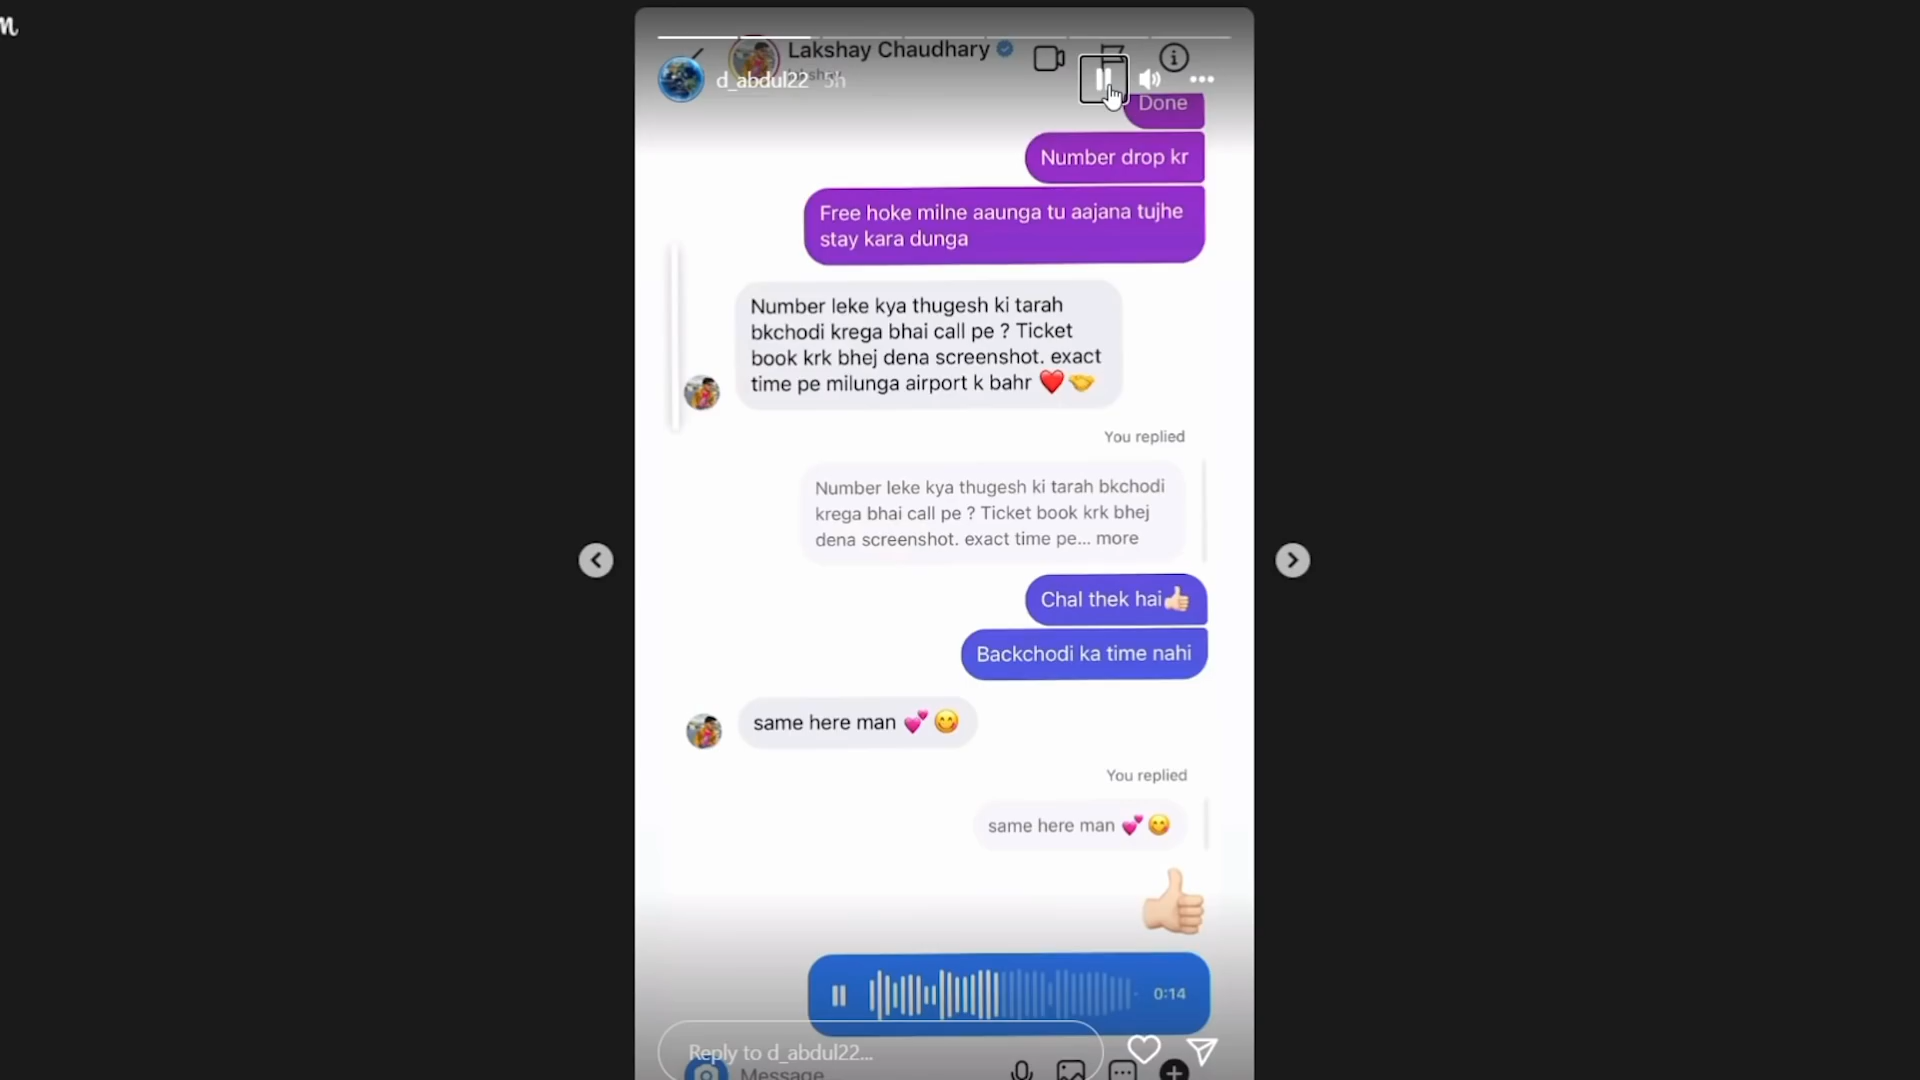 Lakshay Chaudhary
d_abdul22 5h
Done
Number drop kr
Free hoke milne aaunga tu aajana tujhe
stay kara dunga
Number leke kya thugesh ki tarah
bkchodi krega bhai call pe ? Ticket
book krk bhej dena screenshot. exact
time pe milunga airport k bahr ❤️🤝
You replied
Number leke kya thugesh ki tarah bkchodi
krega bhai call pe ? Ticket book krk bhej
dena screenshot. exact time pe... more
Chal thek hai👍🏻
Backchodi ka time nahi
same here man 💕 😋
You replied
same here man 💕 😋
👍🏻
0:14
Reply to d_abdul22...
Message